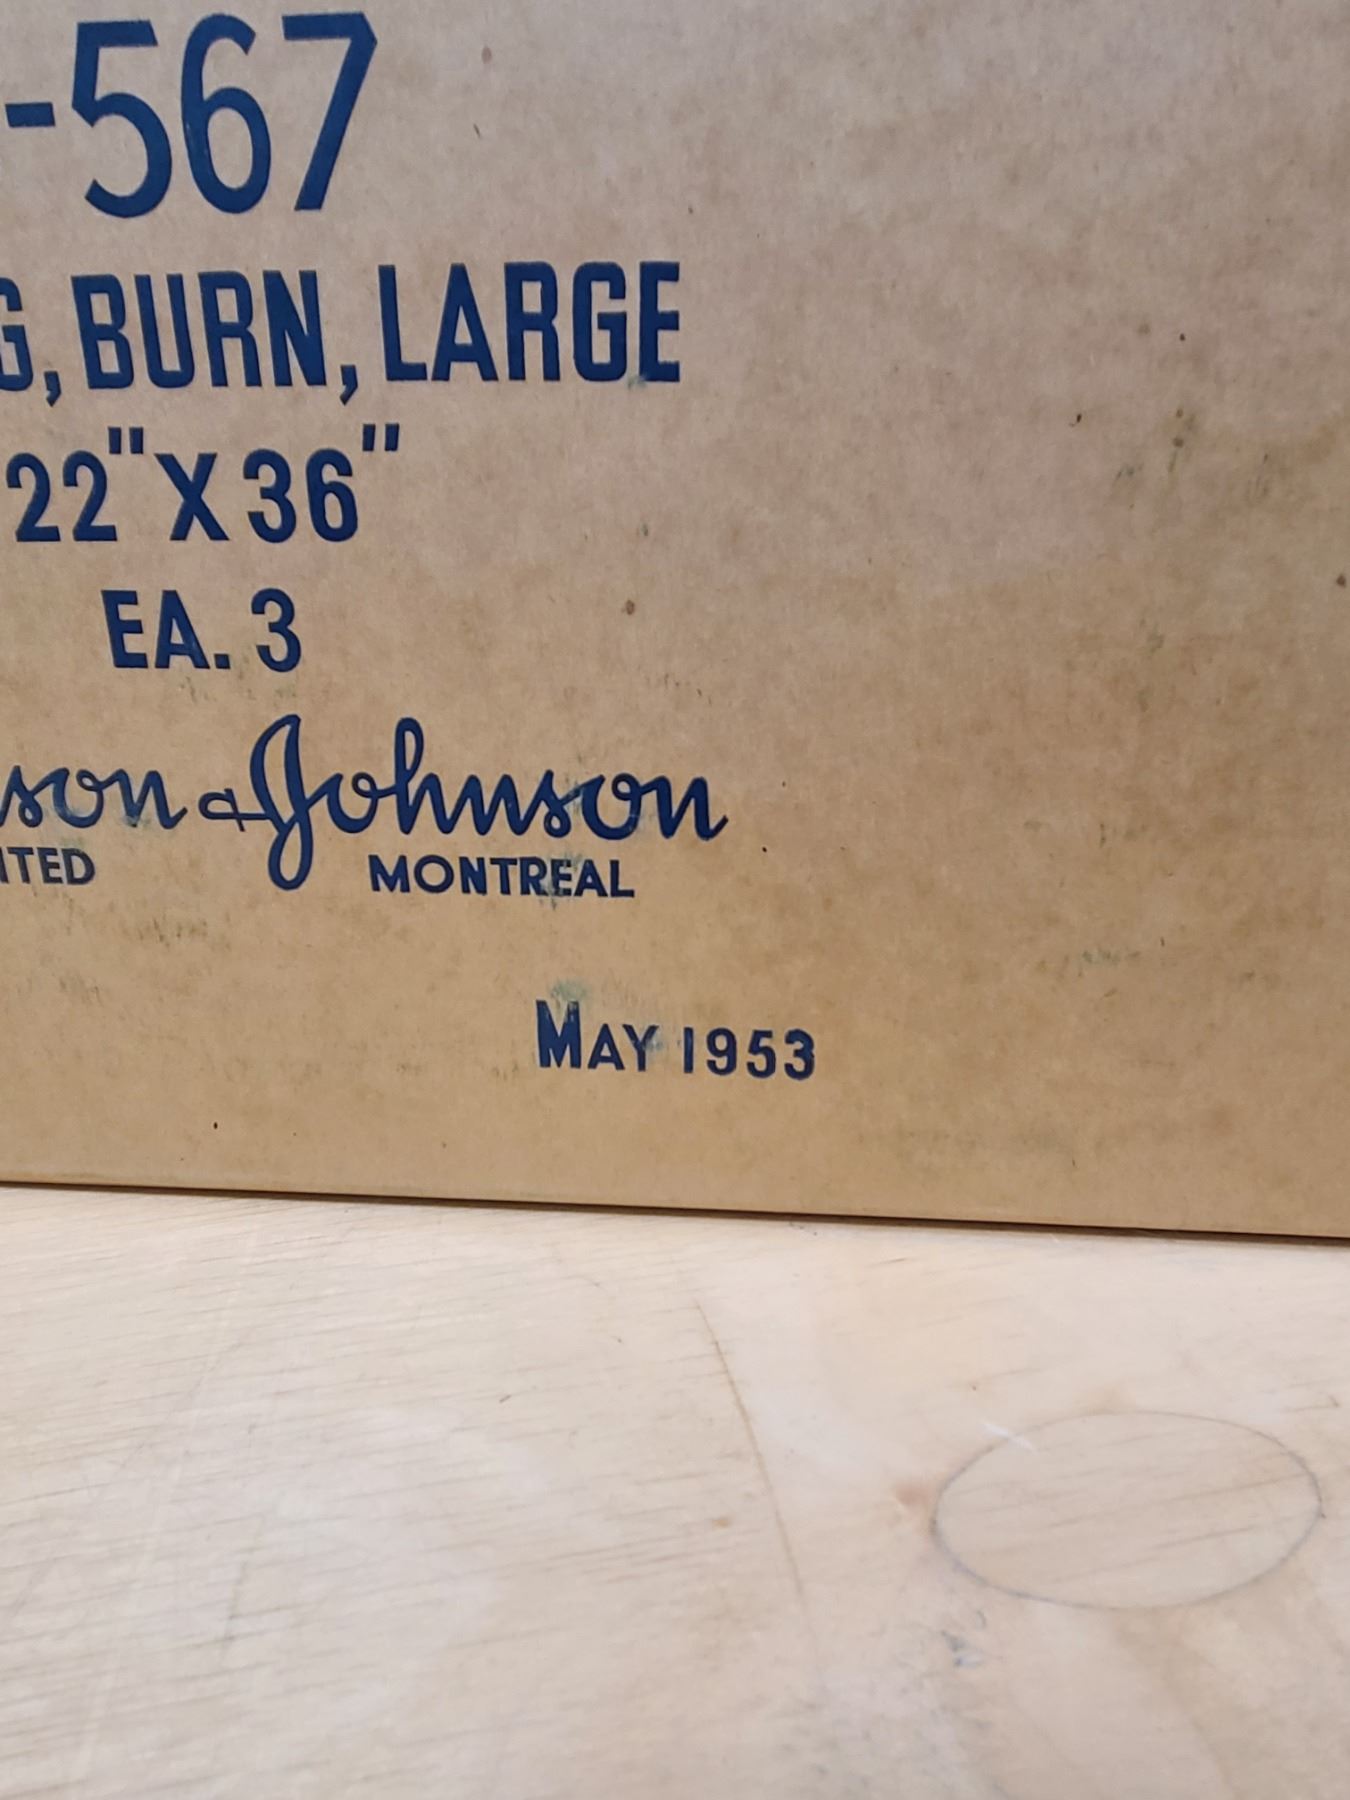 -567
G, BURN, LARGE
22" X 36"
EA. 3
son & Johnson
ITED MONTREAL
MAY 1953